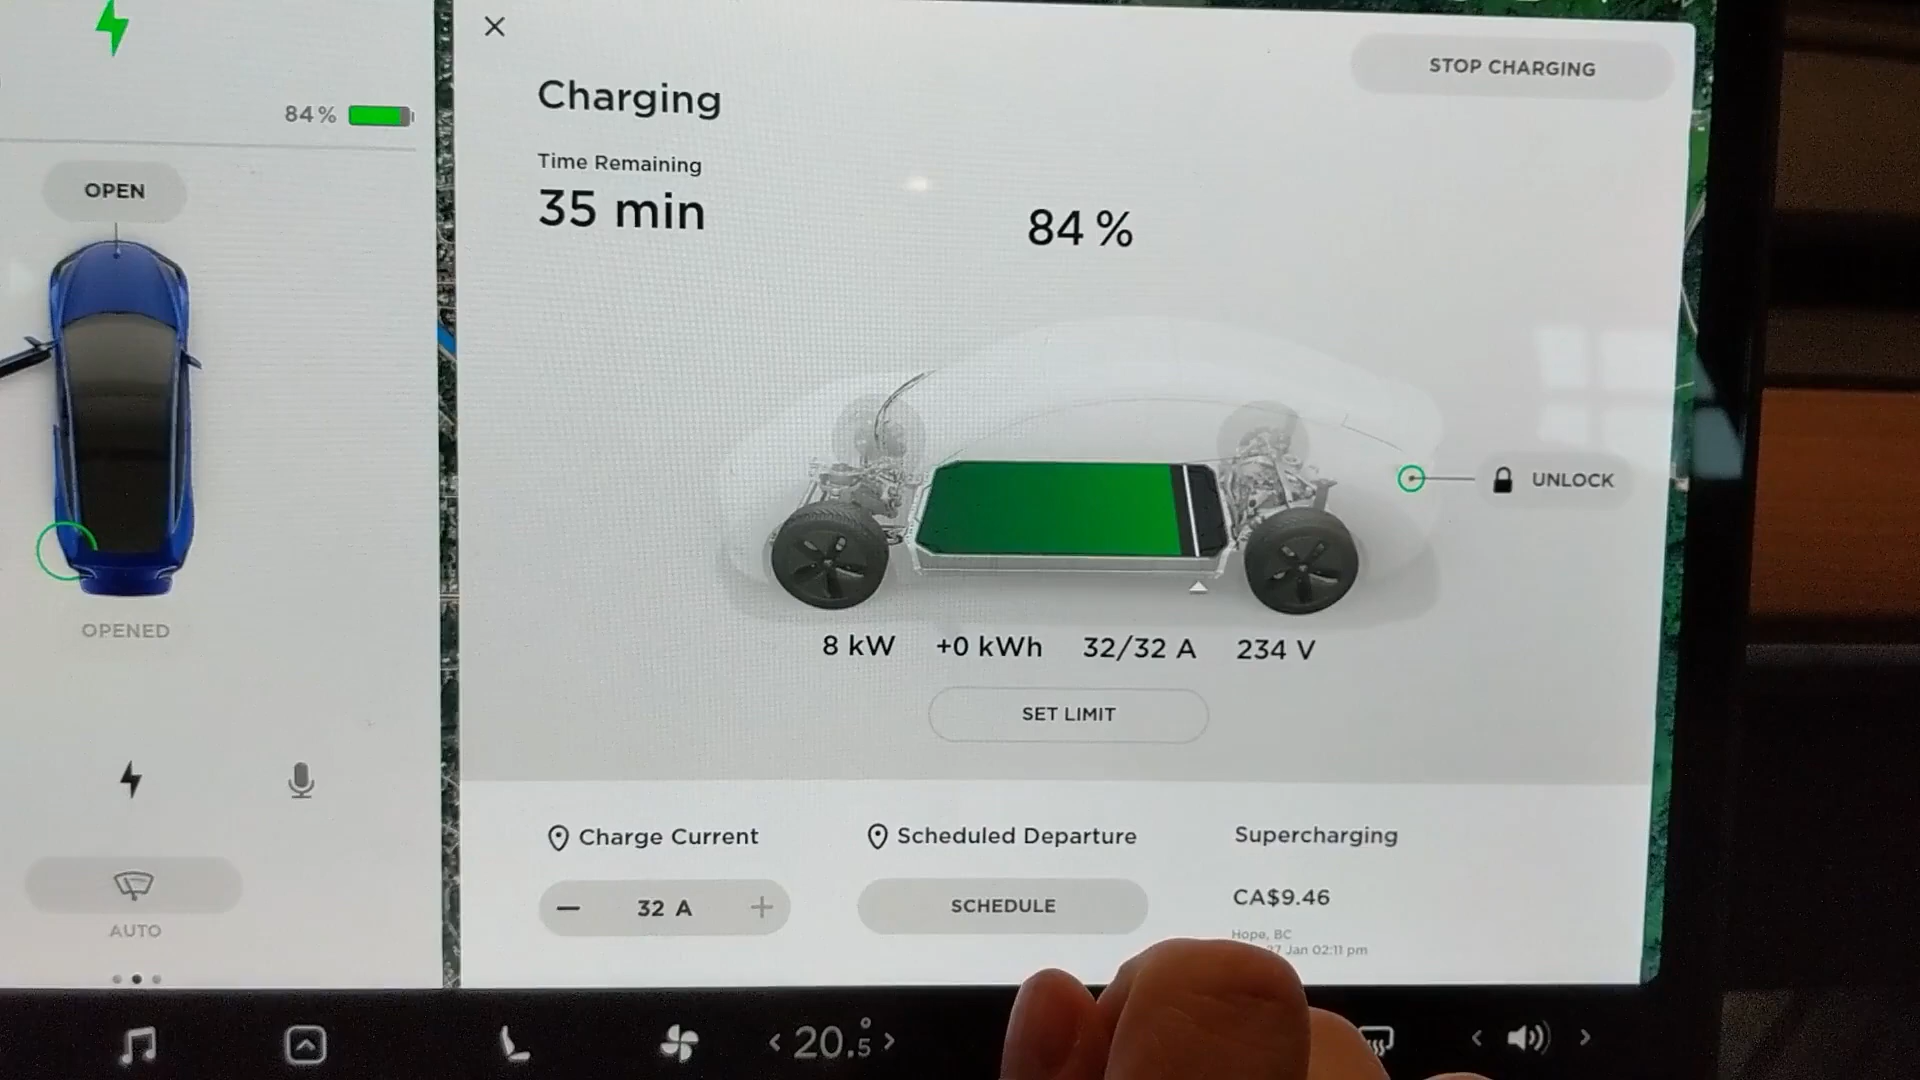 84 %
OPEN
OPENED
AUTO
STOP CHARGING
Charging
Time Remaining
35 min
84 %
UNLOCK
8 kW +0 kWh 32/32 A 234 V
SET LIMIT
Charge Current
32 A
Scheduled Departure
SCHEDULE
Supercharging
CA$9.46
Hope, BC
27 Jan 02:11 pm
20.5°